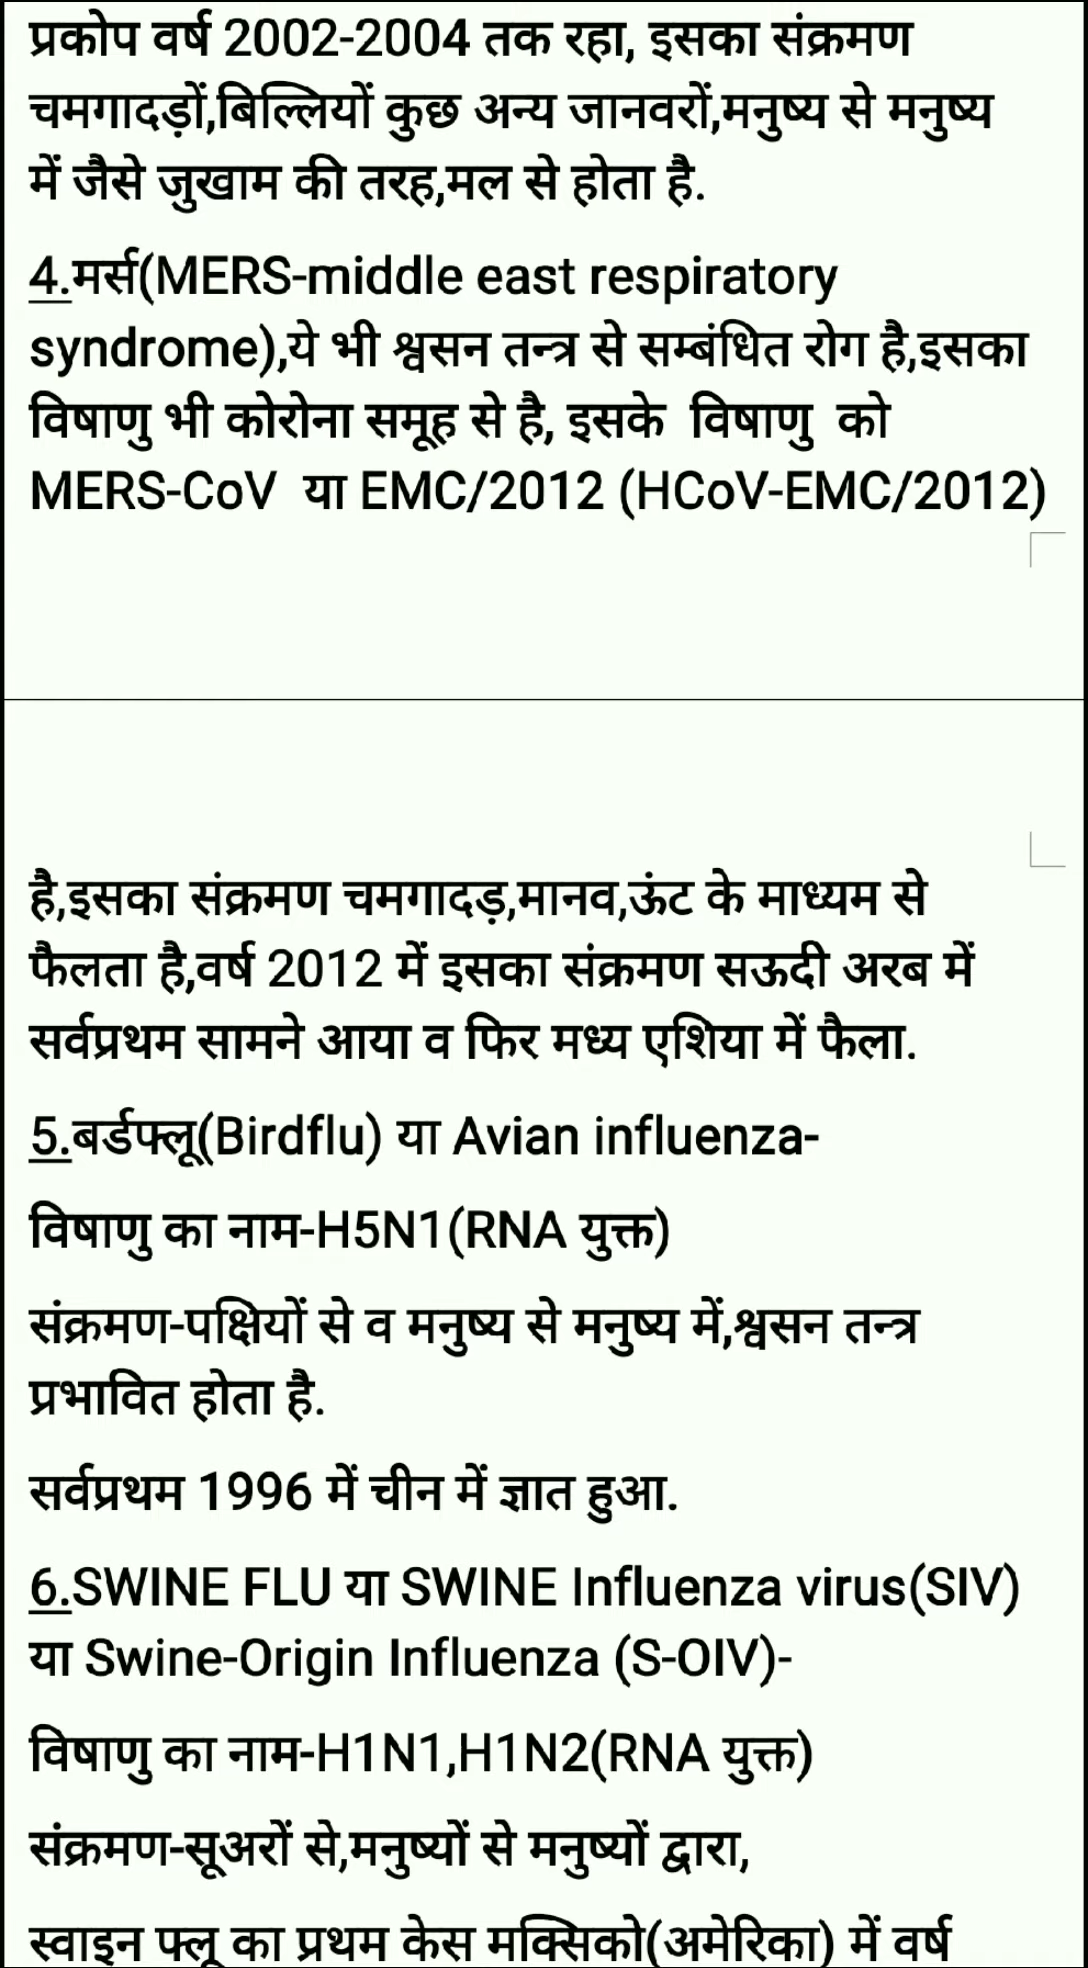 प्रकोप वर्ष 2002-2004 तक रहा, इसका संक्रमण
चमगादड़ों,बिल्लियों कुछ अन्य जानवरों,मनुष्य से मनुष्य
में जैसे जुखाम की तरह,मल से होता है.
4.मर्स(MERS-middle east respiratory
syndrome),ये भी श्वसन तन्त्र से सम्बंधित रोग है,इसका
विषाणु भी कोरोना समूह से है, इसके विषाणु को
MERS-CoV या EMC/2012 (HCoV-EMC/2012)
है,इसका संक्रमण चमगादड़,मानव,ऊंट के माध्यम से
फैलता है,वर्ष 2012 में इसका संक्रमण सऊदी अरब में
सर्वप्रथम सामने आया व फिर मध्य एशिया में फैला.
5.बर्डफ्लू(Birdflu) या Avian influenza-
विषाणु का नाम-H5N1(RNA युक्त)
संक्रमण-पक्षियों से व मनुष्य से मनुष्य में,श्वसन तन्त्र
प्रभावित होता है.
सर्वप्रथम 1996 में चीन में ज्ञात हुआ.
6.SWINE FLU या SWINE Influenza virus(SIV)
या Swine-Origin Influenza (S-OIV)-
विषाणु का नाम-H1N1,H1N2(RNA युक्त)
संक्रमण-सूअरों से,मनुष्यों से मनुष्यों द्वारा,
स्वाइन फ्लू का प्रथम केस मक्सिको(अमेरिका) में वर्ष